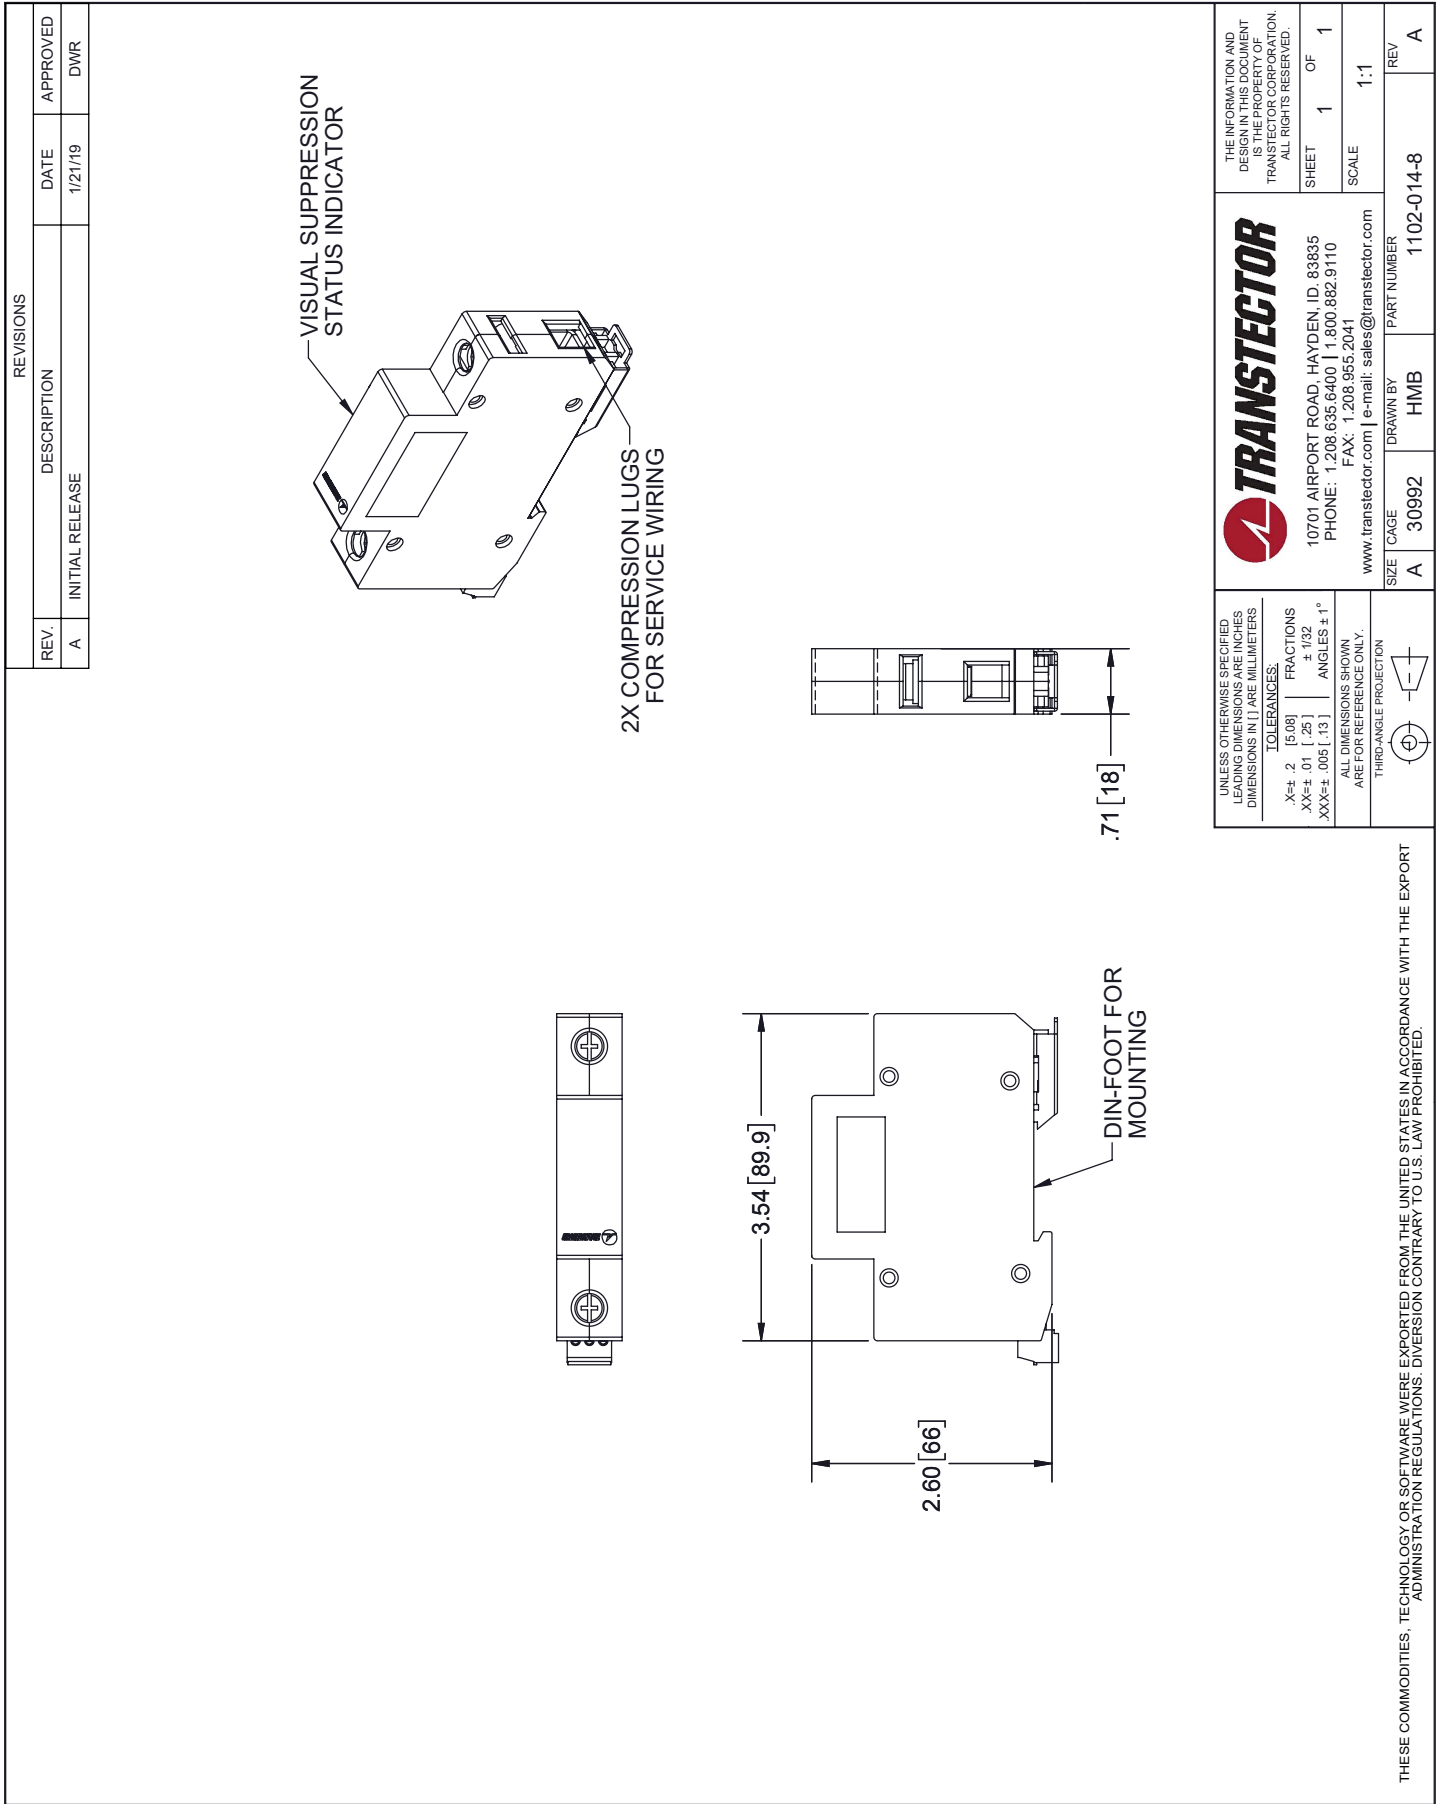 REVISIONS
REV. DESCRIPTION DATE APPROVED
A INITIAL RELEASE 1/21/19 DWR
VISUAL SUPPRESSION
STATUS INDICATOR
2X COMPRESSION LUGS
FOR SERVICE WIRING
3.54 [89.9]
2.60 [66]
.71 [18]
DIN-FOOT FOR
MOUNTING
UNLESS OTHERWISE SPECIFIED
LEADING DIMENSIONS ARE INCHES
DIMENSIONS IN [ ] ARE MILLIMETERS
TOLERANCES:
.X=± .2 [5.08]
.XX=± .01 [ .25 ]
.XXX=± .005 [ .13 ]
FRACTIONS
± 1/32
ANGLES ± 1°
ALL DIMENSIONS SHOWN
ARE FOR REFERENCE ONLY.
THIRD-ANGLE PROJECTION
TRANSTECTOR
10701 AIRPORT ROAD, HAYDEN, ID. 83835
PHONE: 1.208.635.6400 | 1.800.882.9110
FAX: 1.208.955.2041
www.transtector.com | e-mail: sales@transtector.com
THE INFORMATION AND
DESIGN IN THIS DOCUMENT
IS THE PROPERTY OF
TRANSTECTOR CORPORATION.
ALL RIGHTS RESERVED.
SHEET 1 OF 1
SCALE 1:1
SIZE A
CAGE 30992
DRAWN BY HMB
PART NUMBER 1102-014-8
REV A
THESE COMMODITIES, TECHNOLOGY OR SOFTWARE WERE EXPORTED FROM THE UNITED STATES IN ACCORDANCE WITH THE EXPORT
ADMINISTRATION REGULATIONS. DIVERSION CONTRARY TO U.S. LAW PROHIBITED.